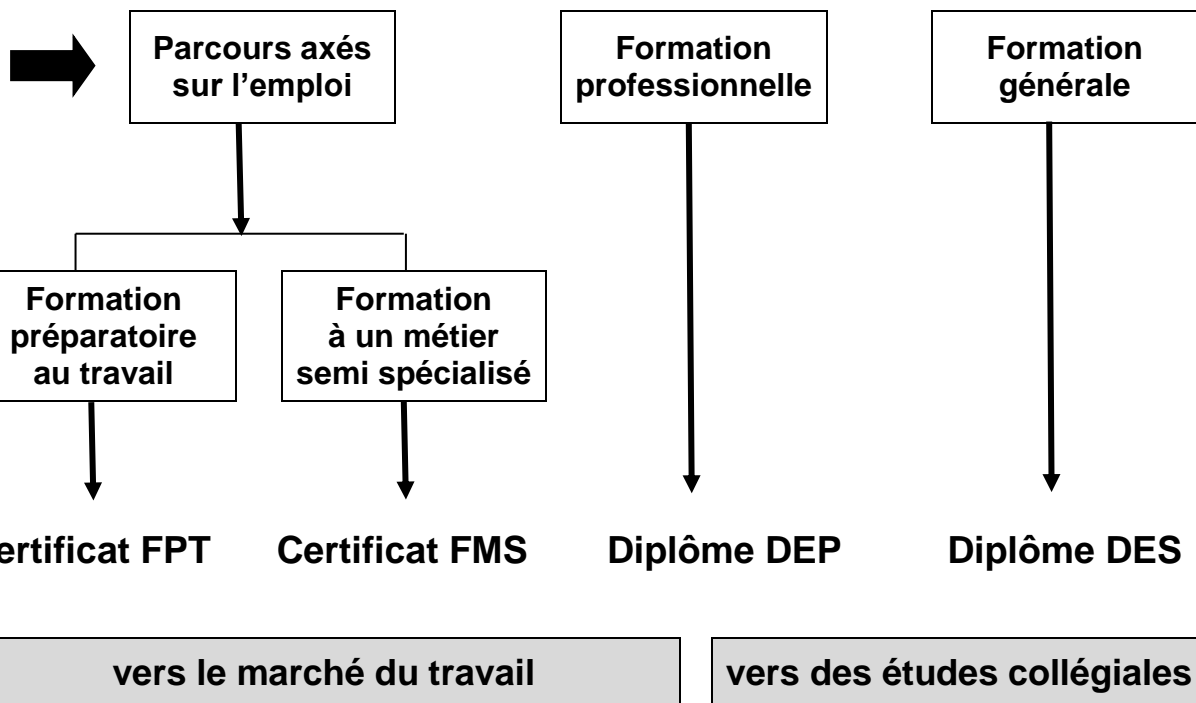 Parcours axés
sur l’emploi
Formation
professionnelle
Formation
générale
Formation
préparatoire
au travail
Formation
à un métier
semi spécialisé
ertificat FPT
Certificat FMS
Diplôme DEP
Diplôme DES
vers le marché du travail
vers des études collégiales